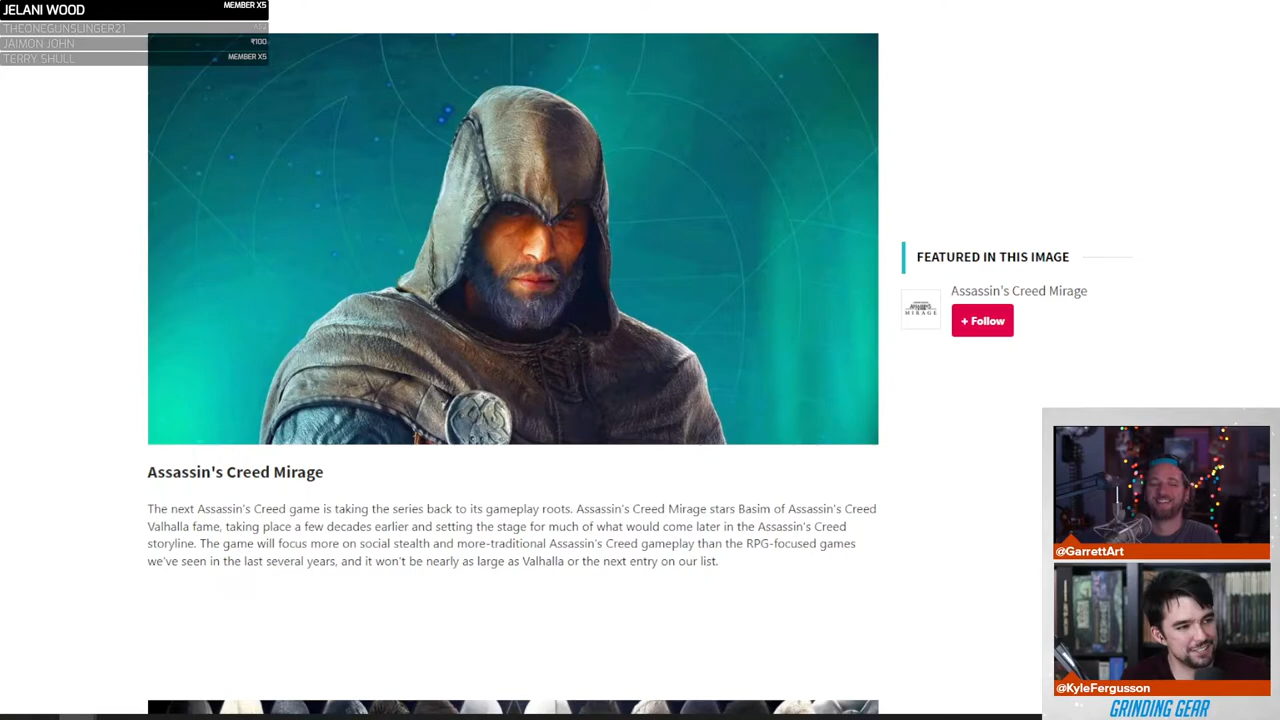 JELANI WOOD MEMBER X5
THEONEGUNSLINGER21
JAIMON JOHN ₹100
TERRY SHULL MEMBER X5
FEATURED IN THIS IMAGE
Assassin's Creed Mirage
MIRAGE
+ Follow
Assassin's Creed Mirage
The next Assassin's Creed game is taking the series back to its gameplay roots. Assassin's Creed Mirage stars Basim of Assassin's Creed
Valhalla fame, taking place a few decades earlier and setting the stage for much of what would come later in the Assassin's Creed
storyline. The game will focus more on social stealth and more-traditional Assassin's Creed gameplay than the RPG-focused games
we've seen in the last several years, and it won't be nearly as large as Valhalla or the next entry on our list.
@GarrettArt
@KyleFergusson
GRINDING GEAR